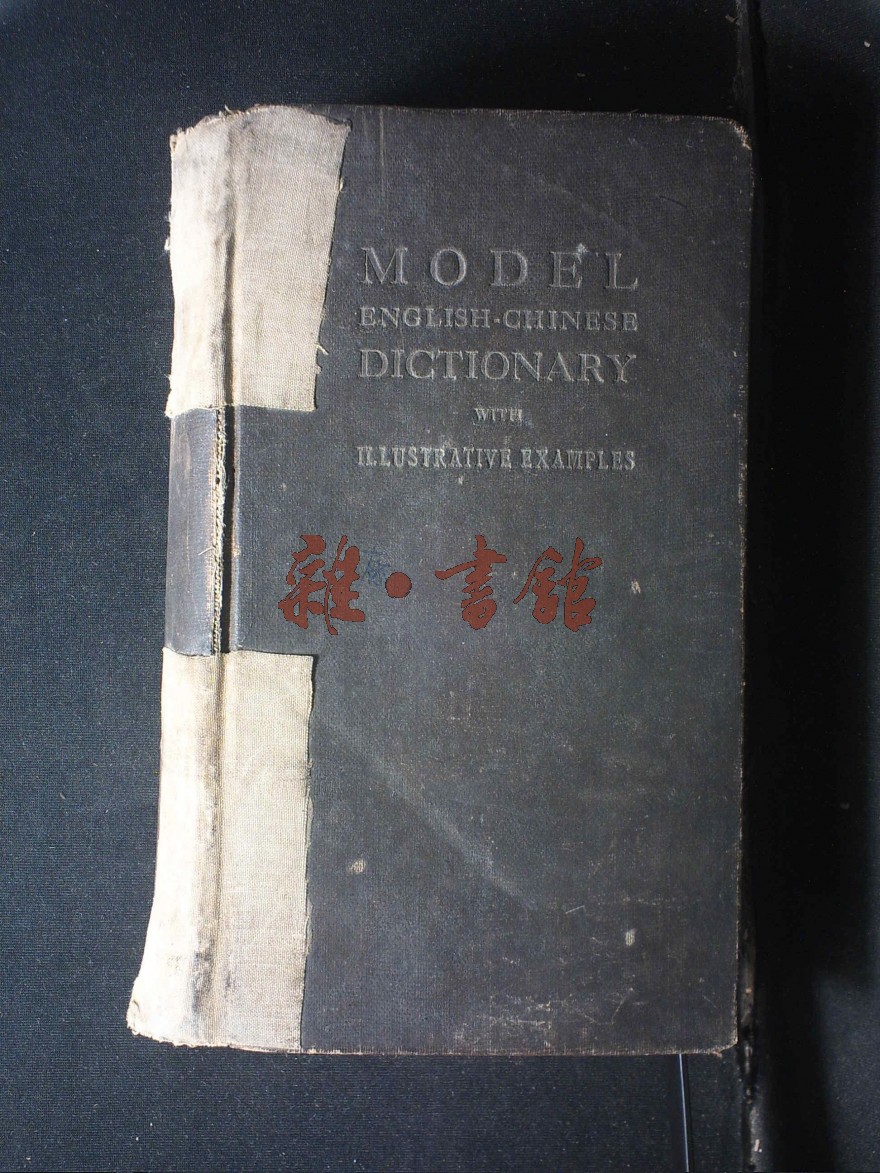 MODEL
ENGLISH-CHINESE
DICTIONARY
WITH
ILLUSTRATIVE EXAMPLES
雜·書館